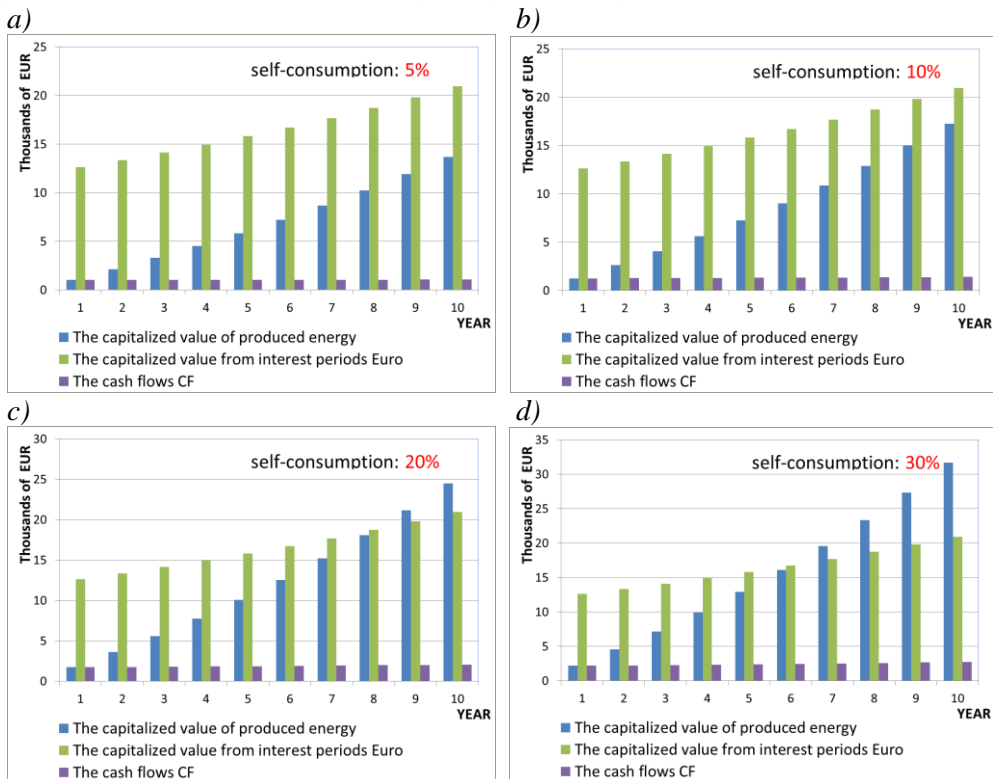 a)
25
20
15
10
5
0
Thousands of EUR
self-consumption: 5%
1 2 3 4 5 6 7 8 9 10
YEAR
The capitalized value of produced energy
The capitalized value from interest periods Euro
The cash flows CF
b)
25
20
15
10
5
0
Thousands of EUR
self-consumption: 10%
1 2 3 4 5 6 7 8 9 10
YEAR
The capitalized value of produced energy
The capitalized value from interest periods Euro
The cash flows CF
c)
30
25
20
15
10
5
0
Thousands of EUR
self-consumption: 20%
1 2 3 4 5 6 7 8 9 10
YEAR
The capitalized value of produced energy
The capitalized value from interest periods Euro
The cash flows CF
d)
35
30
25
20
15
10
5
0
Thousands of EUR
self-consumption: 30%
1 2 3 4 5 6 7 8 9 10
YEAR
The capitalized value of produced energy
The capitalized value from interest periods Euro
The cash flows CF